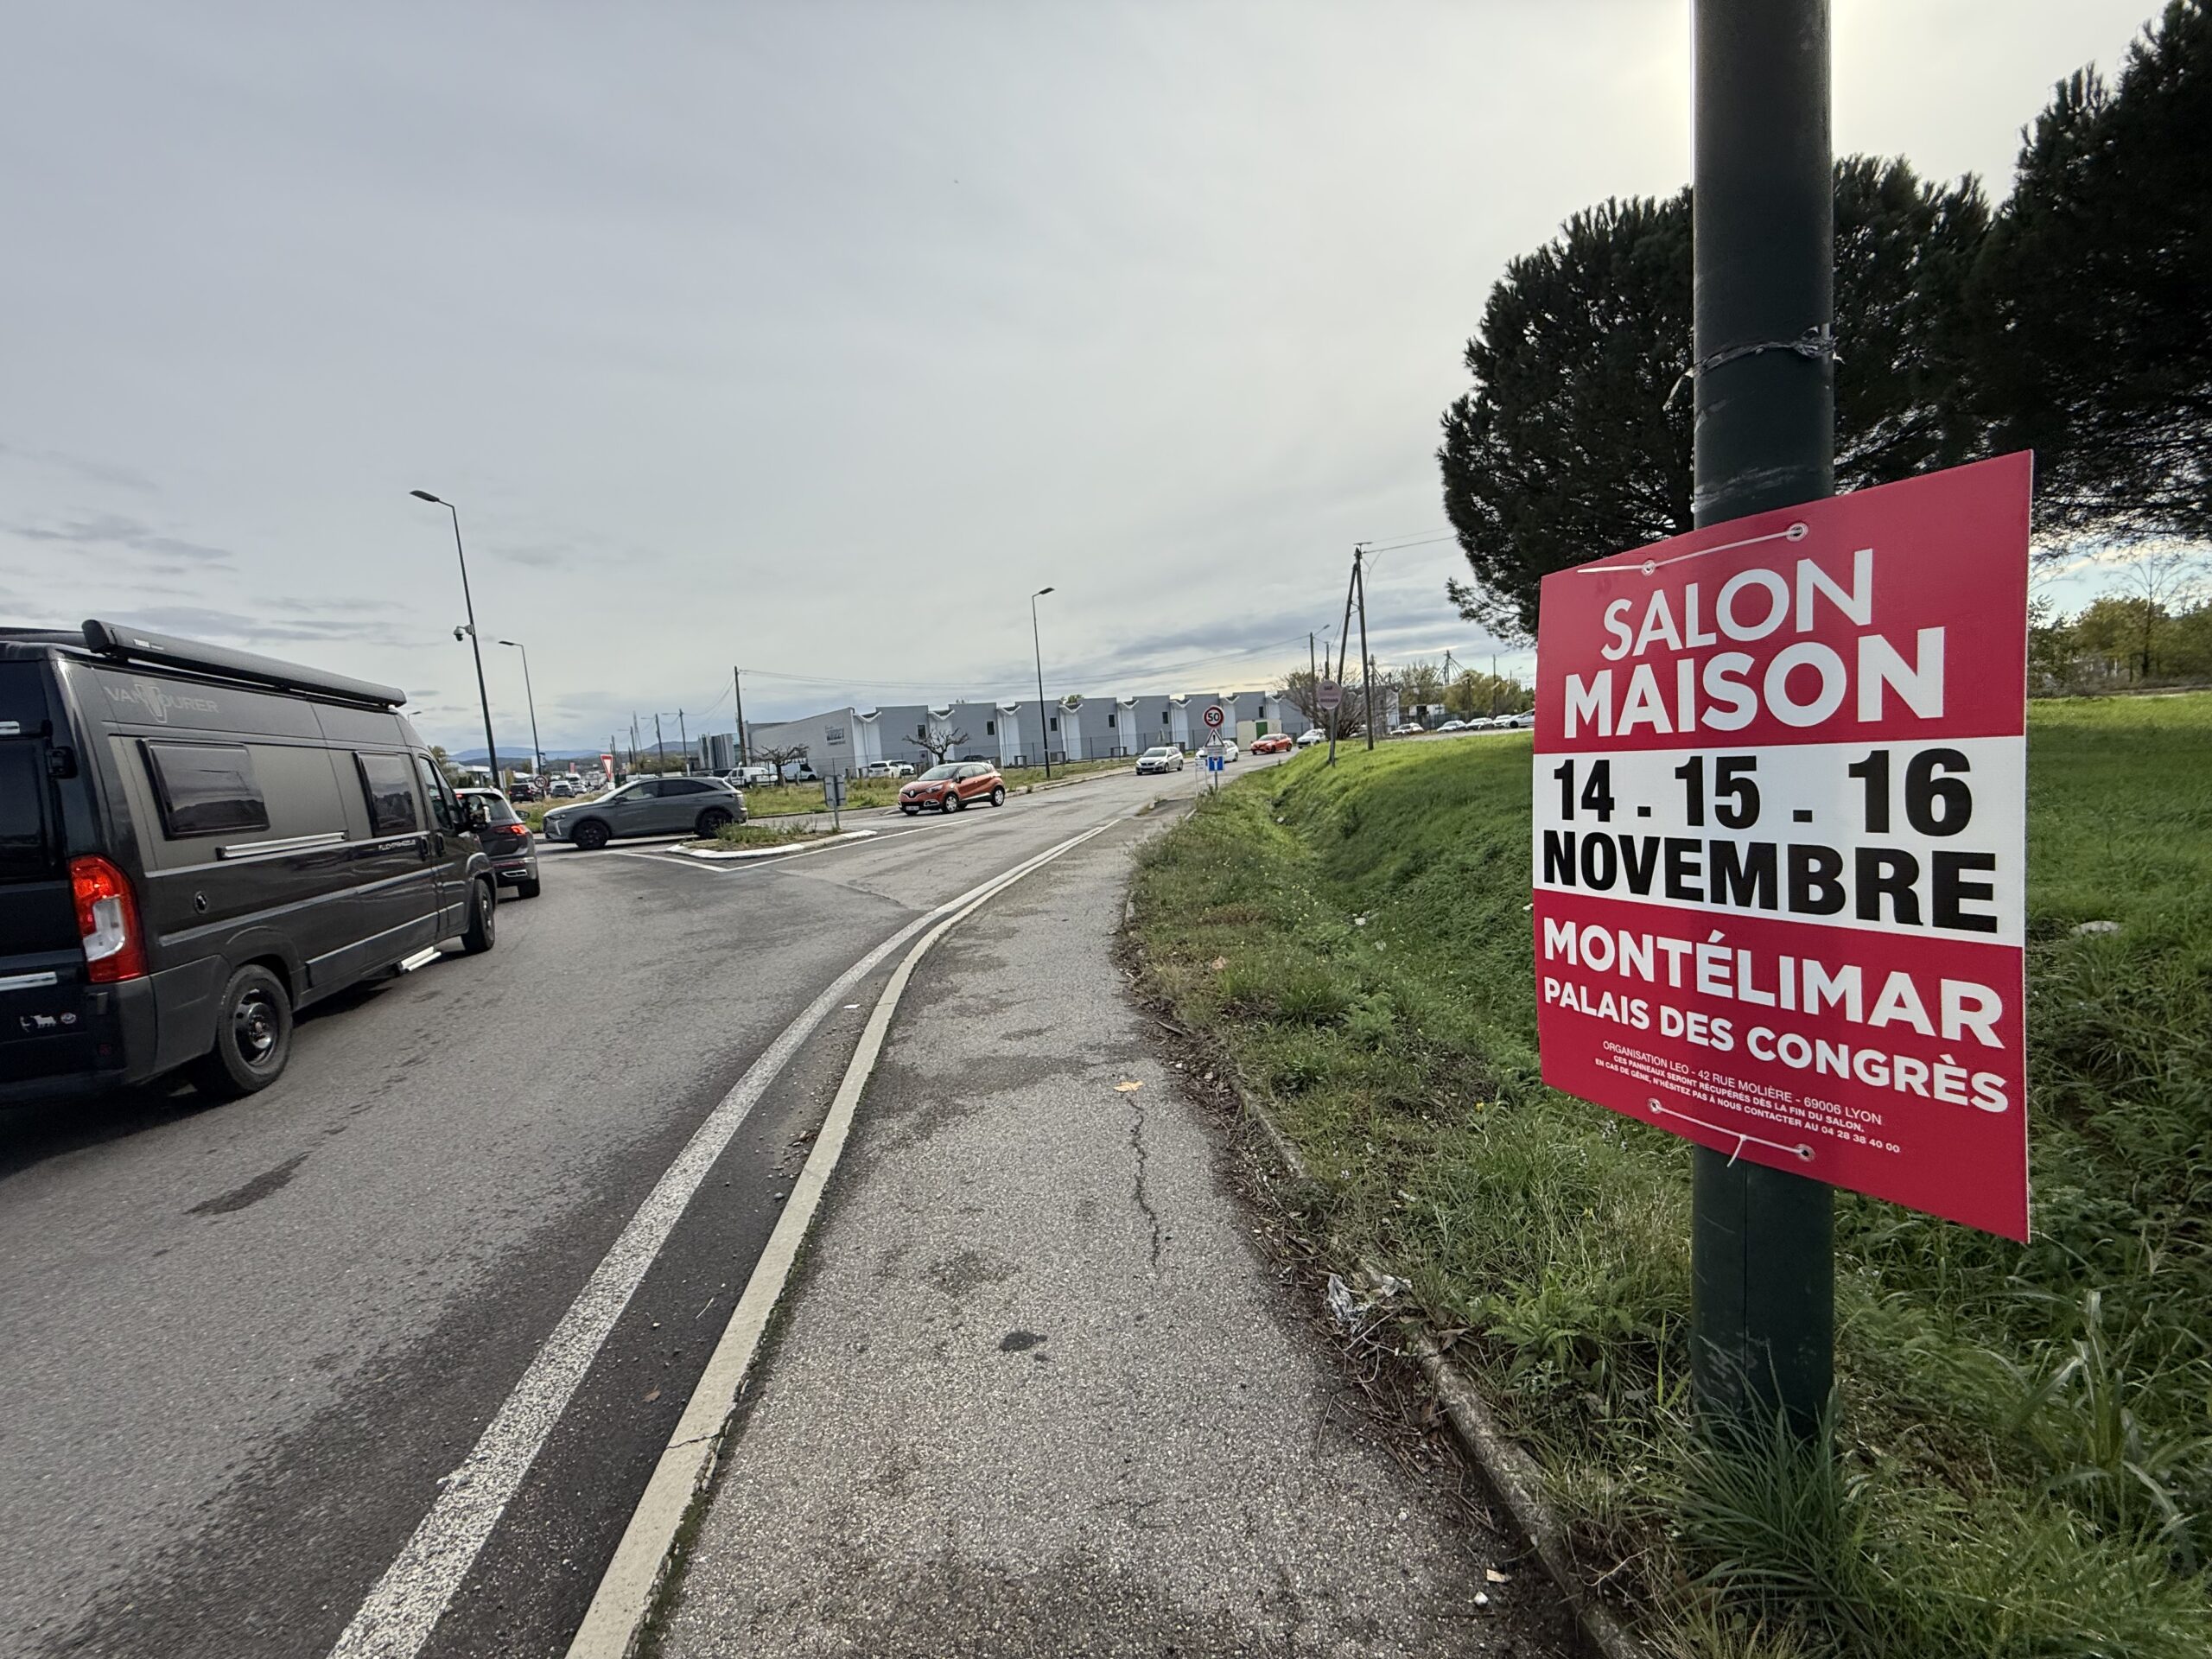 VANTOURER
50
SALON
MAISON
14 . 15 . 16
NOVEMBRE
MONTÉLIMAR
PALAIS DES CONGRÈS
ORGANISATION LEO - 42 RUE MOLIÈRE - 69006 LYON
CES PANNEAUX SERONT RÉCUPÉRÉS DÈS LA FIN DU SALON.
EN CAS DE GÊNE, N'HÉSITEZ PAS À NOUS CONTACTER AU 04 28 38 40 00